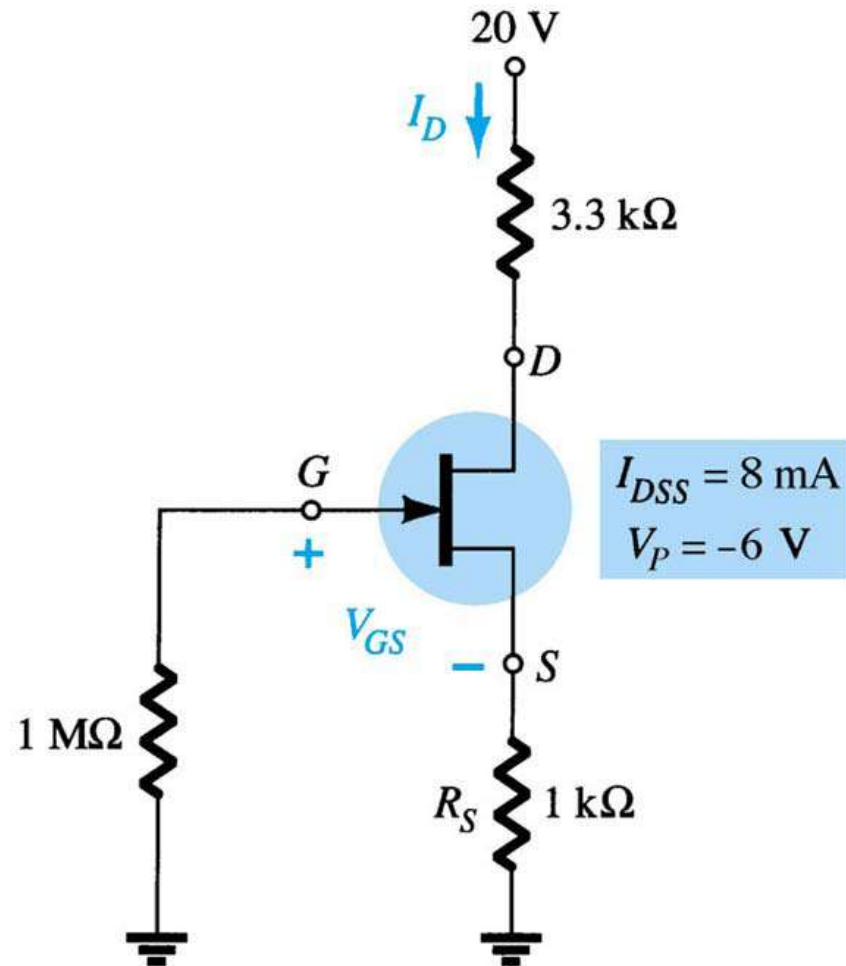 20 V
I_D
3.3 kΩ
D
G
I_DSS = 8 mA
V_P = –6 V
+
V_GS
–
S
1 MΩ
R_S
1 kΩ